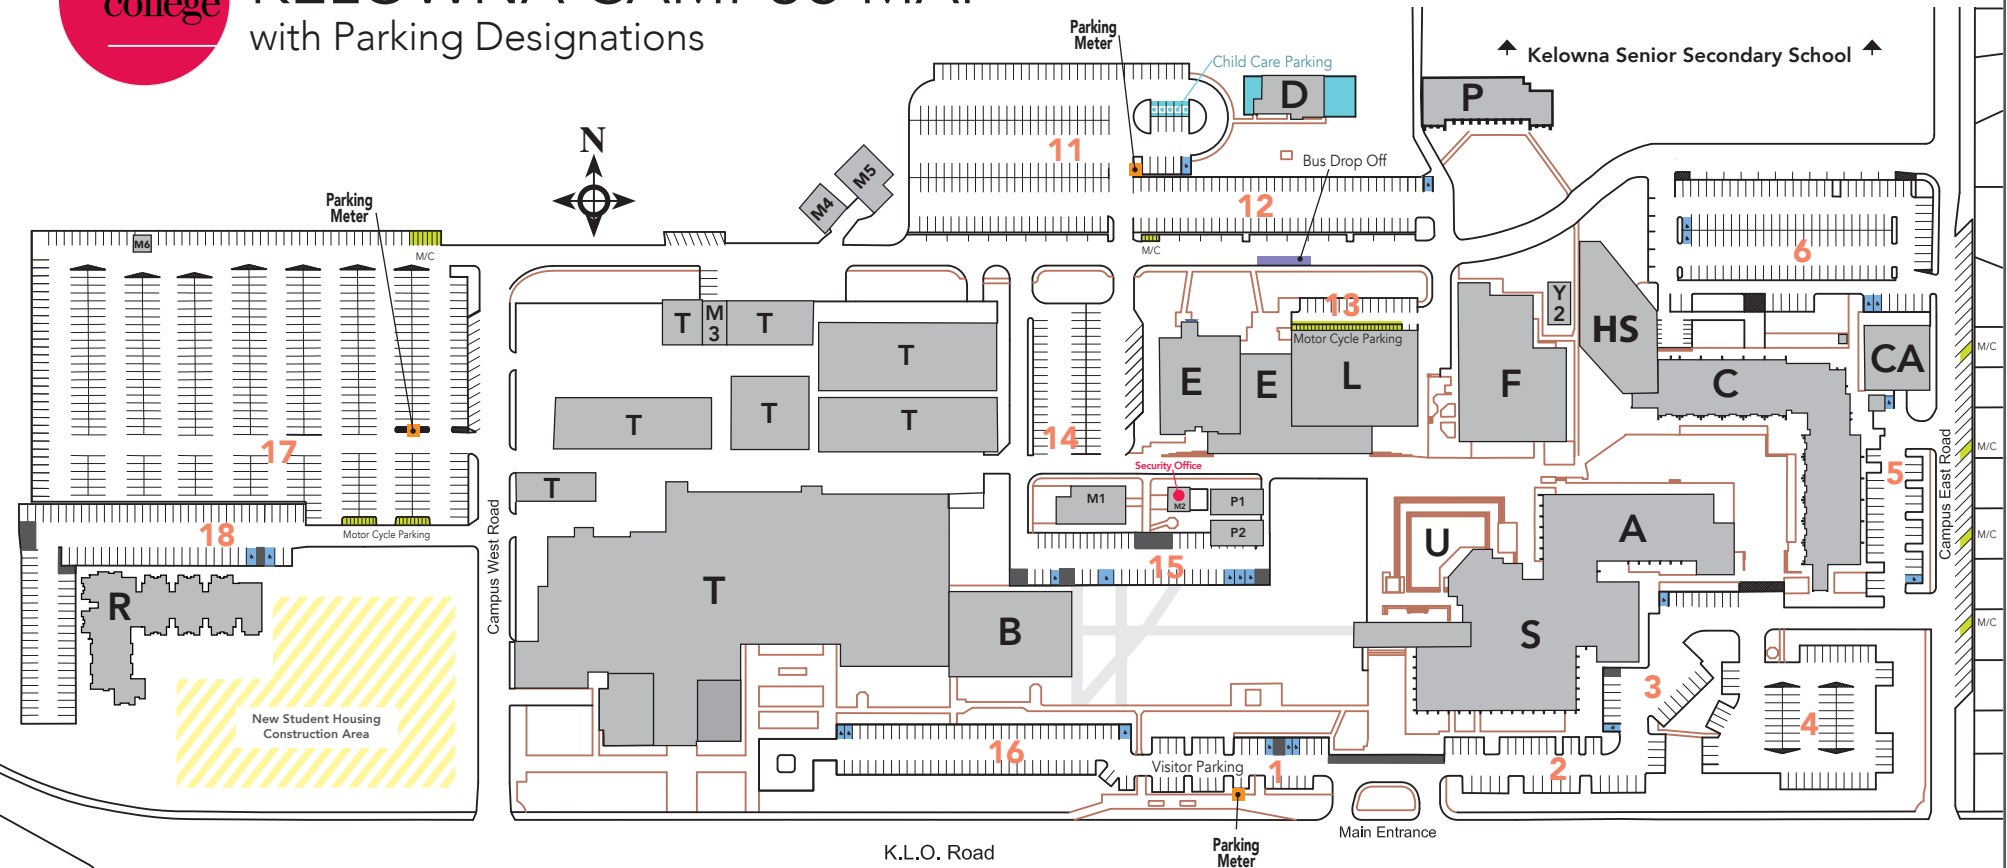 college
KELOWNA CAMPUS MAP
with Parking Designations
Parking
Meter
Child Care Parking
D
P
Kelowna Senior Secondary School
N
11
M5
M4
Bus Drop Off
12
Parking
Meter
M6
M/C
M/C
6
13
Motor Cycle Parking
T
M
3
T
T
Y
2
HS
E
E
L
F
C
CA
M/C
T
T
T
14
17
Security Office
M/C
5
Campus East Road
T
M1
M2
P1
P2
18
Motor Cycle Parking
Campus West Road
15
U
A
M/C
R
T
B
S
M/C
New Student Housing
Construction Area
3
4
16
Visitor Parking
1
2
Main Entrance
Parking
Meter
K.L.O. Road